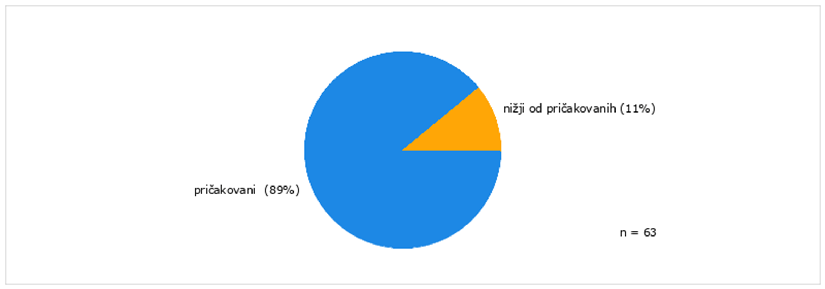 nižji od pričakovanih (11%)
pričakovani (89%)
n = 63